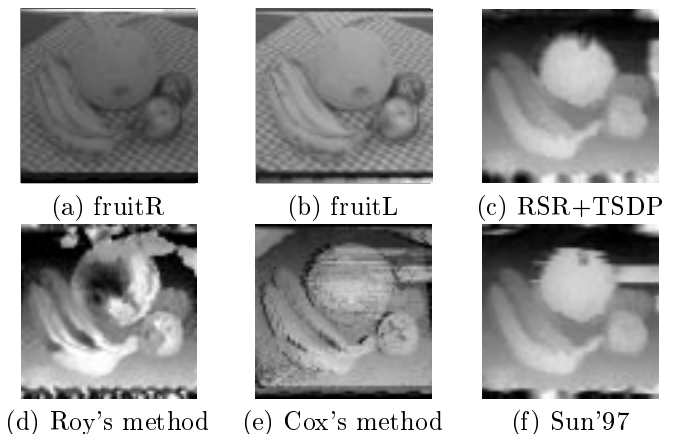 (a) fruitR
(b) fruitL
(c) RSR+TSDP
(d) Roy's method
(e) Cox's method
(f) Sun'97